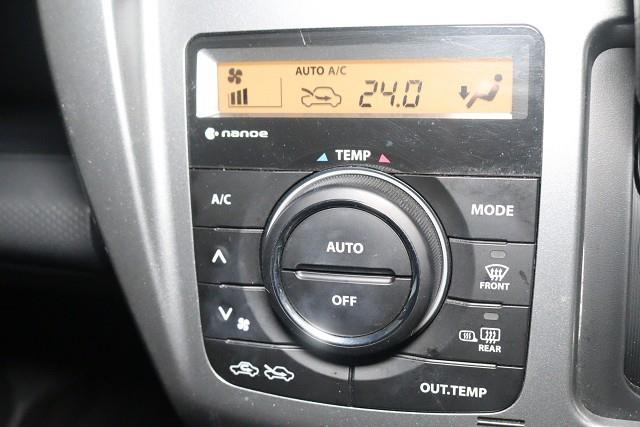 AUTO A/C
24.0
nanoe
TEMP
A/C
MODE
AUTO
OFF
FRONT
REAR
OUT.TEMP